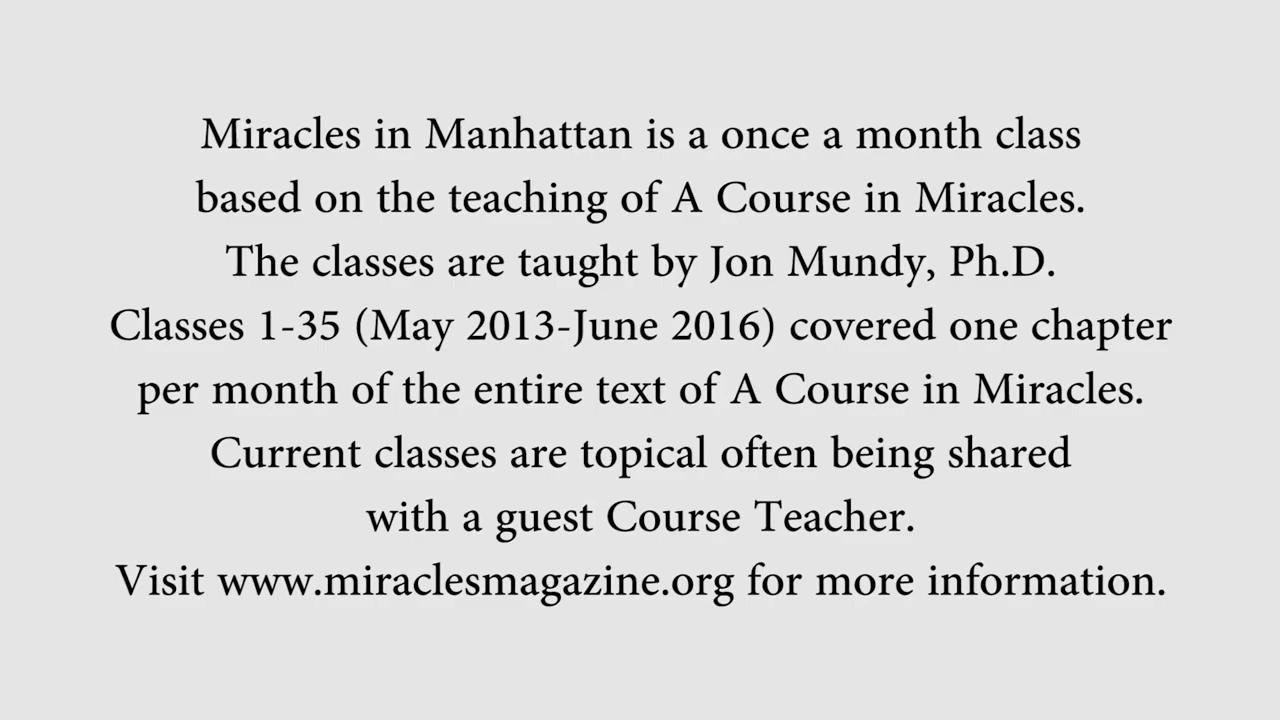 Miracles in Manhattan is a once a month class
based on the teaching of A Course in Miracles.
The classes are taught by Jon Mundy, Ph.D.
Classes 1-35 (May 2013-June 2016) covered one chapter
per month of the entire text of A Course in Miracles.
Current classes are topical often being shared
with a guest Course Teacher.
Visit www.miraclesmagazine.org for more information.